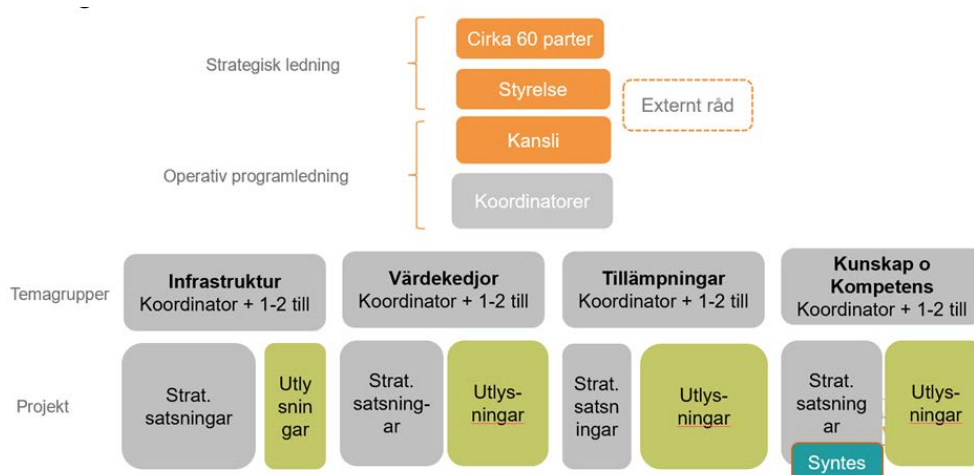 Cirka 60 parter
Strategisk ledning
Styrelse
Externt råd
Kansli
Operativ programledning
Koordinatorer
Temagrupper
Infrastruktur
Koordinator + 1-2 till
Värdekedjor
Koordinator + 1-2 till
Tillämpningar
Koordinator + 1-2 till
Kunskap o
Kompetens
Koordinator + 1-2 till
Projekt
Strat.
satsningar
Utly
snin
gar
Strat.
satsning-
ar
Utlys-
ningar
Strat.
satsn
ingar
Utlys-
ningar
Strat.
satsning
ar
Utlys-
ningar
Syntes